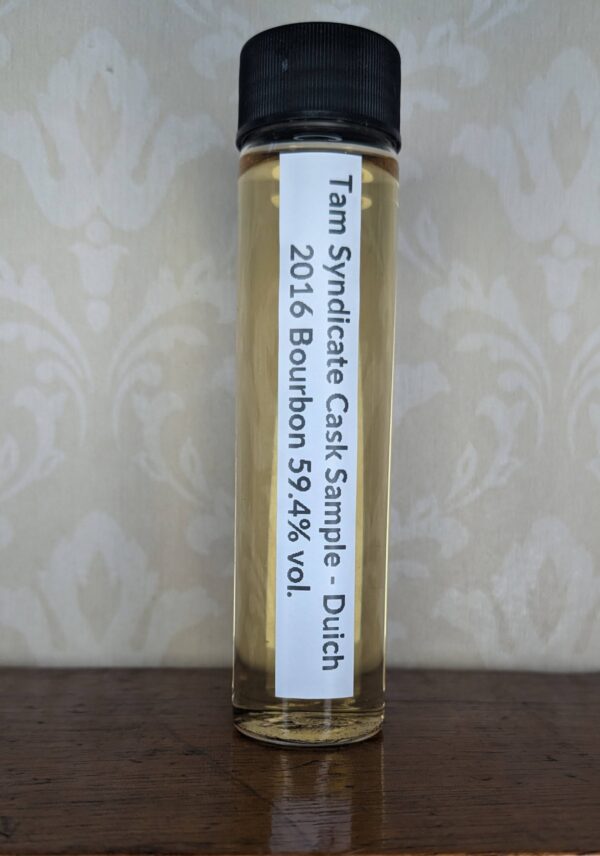 Tam Syndicate Cask Sample - Duich
2016 Bourbon 59.4% vol.